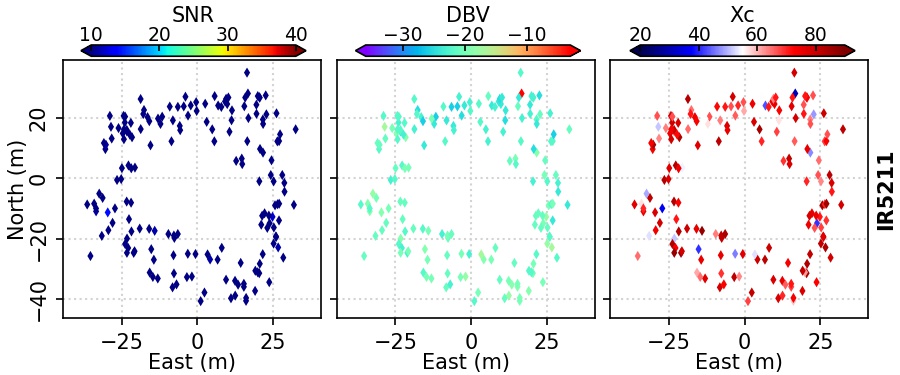 SNR DBV Xc
10 20 30 40 −30 −20 −10 20 40 60 80
North (m)
20
0
−20
−40
−25 0 25 −25 0 25 −25 0 25
East (m) East (m) East (m)
IR5211